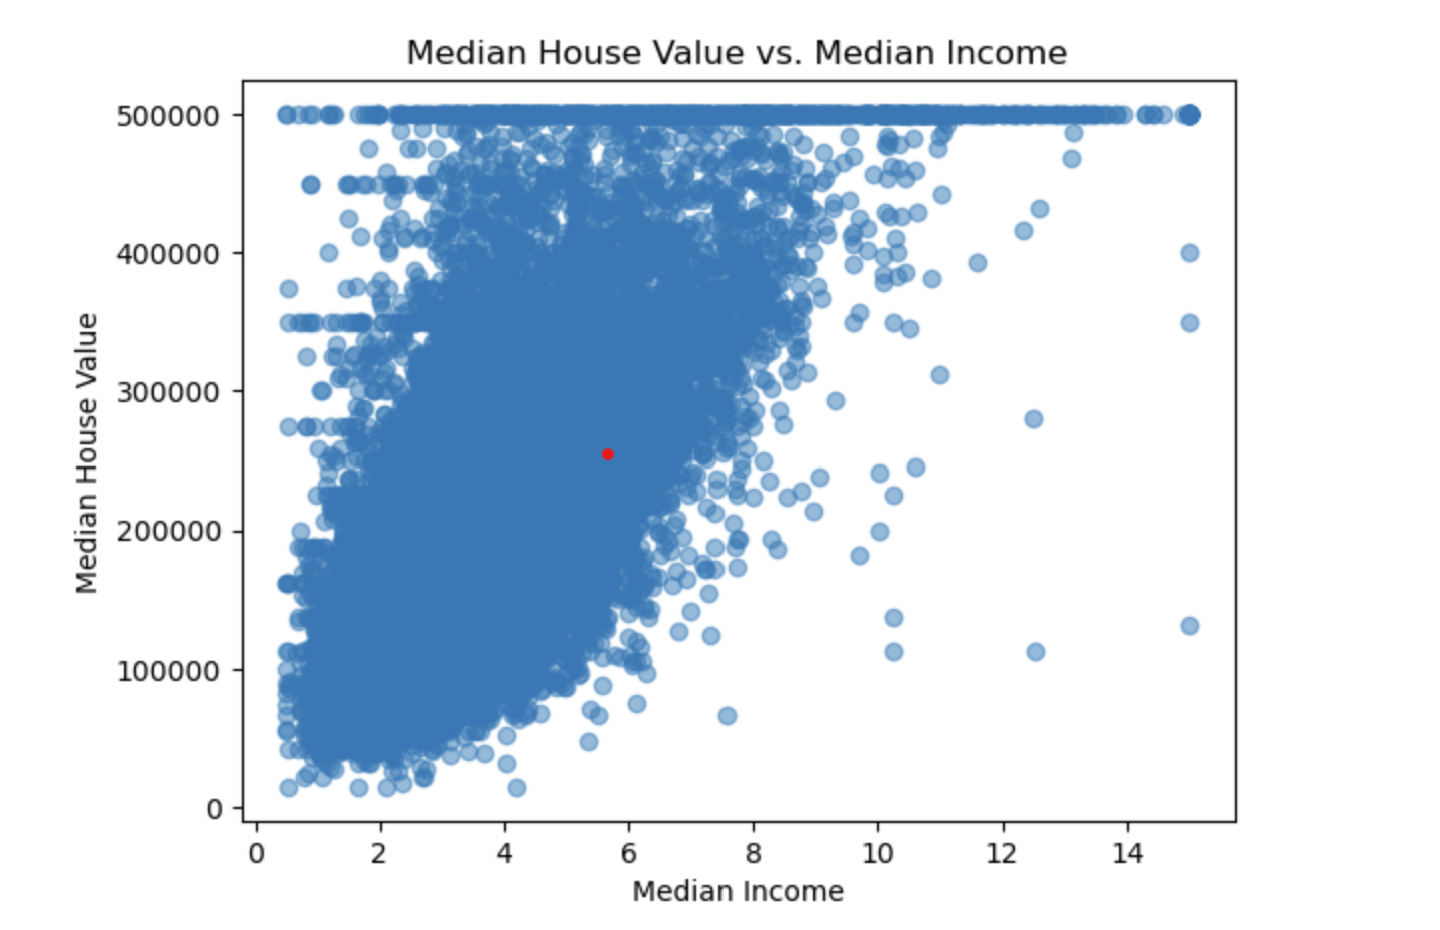 Median House Value vs. Median Income
500000
400000
300000
200000
100000
0
Median House Value
0 2 4 6 8 10 12 14
Median Income